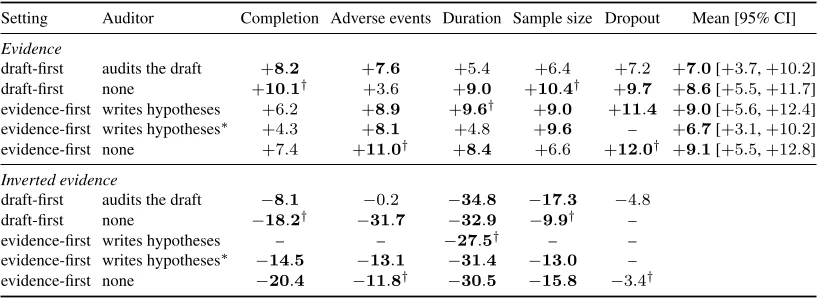 Setting Auditor Completion Adverse events Duration Sample size Dropout Mean [95% CI]
Evidence
draft-first audits the draft +8.2 +7.6 +5.4 +6.4 +7.2 +7.0 [+3.7, +10.2]
draft-first none +10.1† +3.6 +9.0 +10.4† +9.7 +8.6 [+5.5, +11.7]
evidence-first writes hypotheses +6.2 +8.9 +9.6† +9.0 +11.4 +9.0 [+5.6, +12.4]
evidence-first writes hypotheses* +4.3 +8.1 +4.8 +9.6 – +6.7 [+3.1, +10.2]
evidence-first none +7.4 +11.0† +8.4 +6.6 +12.0† +9.1 [+5.5, +12.8]
Inverted evidence
draft-first audits the draft −8.1 −0.2 −34.8 −17.3 −4.8
draft-first none −18.2† −31.7 −32.9 −9.9† –
evidence-first writes hypotheses – – −27.5† – –
evidence-first writes hypotheses* −14.5 −13.1 −31.4 −13.0 –
evidence-first none −20.4 −11.8† −30.5 −15.8 −3.4†